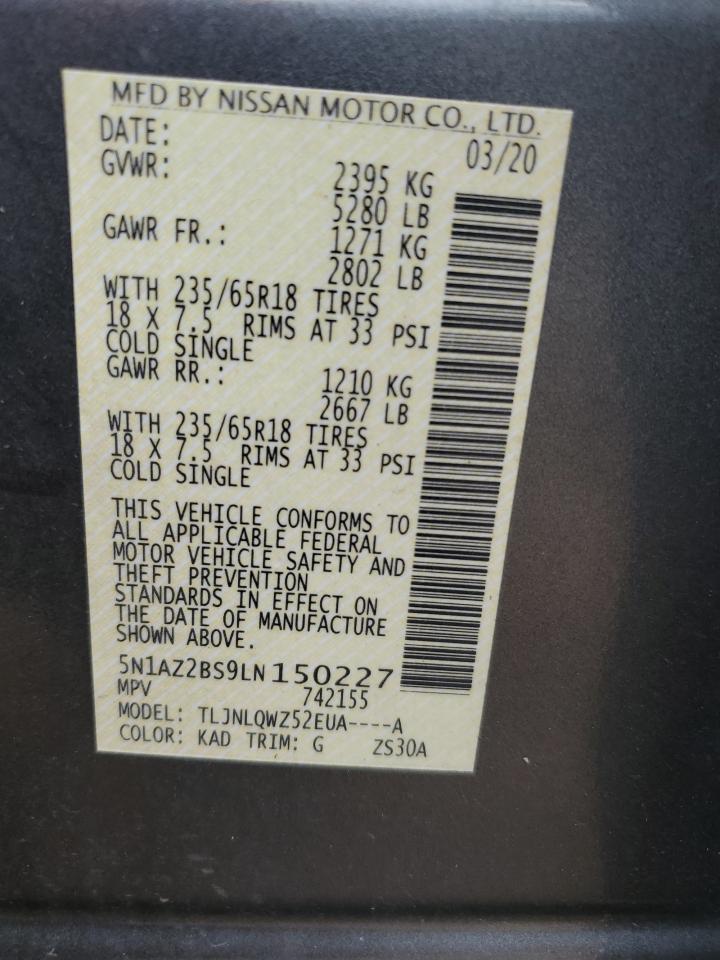 MFD BY NISSAN MOTOR CO., LTD.
DATE: 03/20
GVWR: 2395 KG
5280 LB
GAWR FR.: 1271 KG
2802 LB
WITH 235/65R18 TIRES
18 X 7.5 RIMS AT 33 PSI
COLD SINGLE
GAWR RR.: 1210 KG
2667 LB
WITH 235/65R18 TIRES
18 X 7.5 RIMS AT 33 PSI
COLD SINGLE
THIS VEHICLE CONFORMS TO
ALL APPLICABLE FEDERAL
MOTOR VEHICLE SAFETY AND
THEFT PREVENTION
STANDARDS IN EFFECT ON
THE DATE OF MANUFACTURE
SHOWN ABOVE.
5N1AZ2BS9LN150227
MPV 742155
MODEL: TLJNLQWZ52EUA----A
COLOR: KAD TRIM: G ZS30A